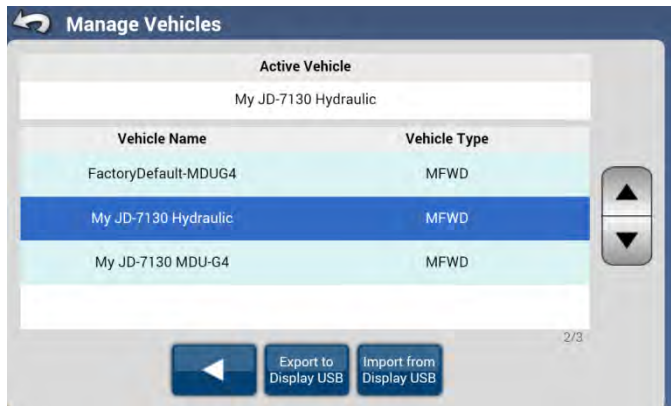 Manage Vehicles
Active Vehicle
My JD-7130 Hydraulic
Vehicle Name Vehicle Type
FactoryDefault-MDUG4 MFWD
My JD-7130 Hydraulic MFWD
My JD-7130 MDU-G4 MFWD
2/3
Export to Import from
Display USB Display USB